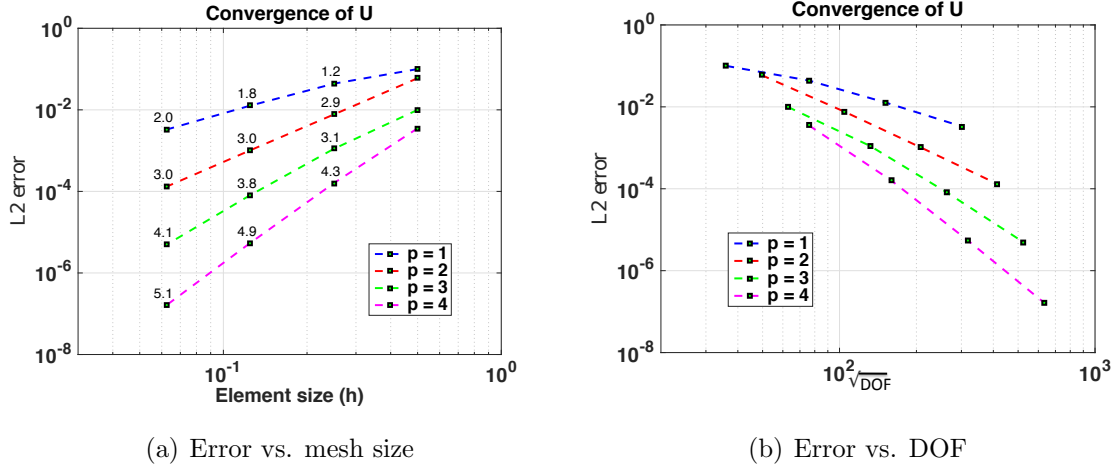 Convergence of U
10^0
10^-2
10^-4
10^-6
10^-8
L2 error
2.0
1.8
1.2
3.0
3.0
2.9
4.1
3.8
3.1
5.1
4.9
4.3
p = 1
p = 2
p = 3
p = 4
10^-1
10^0
Element size (h)
(a) Error vs. mesh size
Convergence of U
10^0
10^-2
10^-4
10^-6
10^-8
L2 error
p = 1
p = 2
p = 3
p = 4
10^2
10^3
√DOF
(b) Error vs. DOF